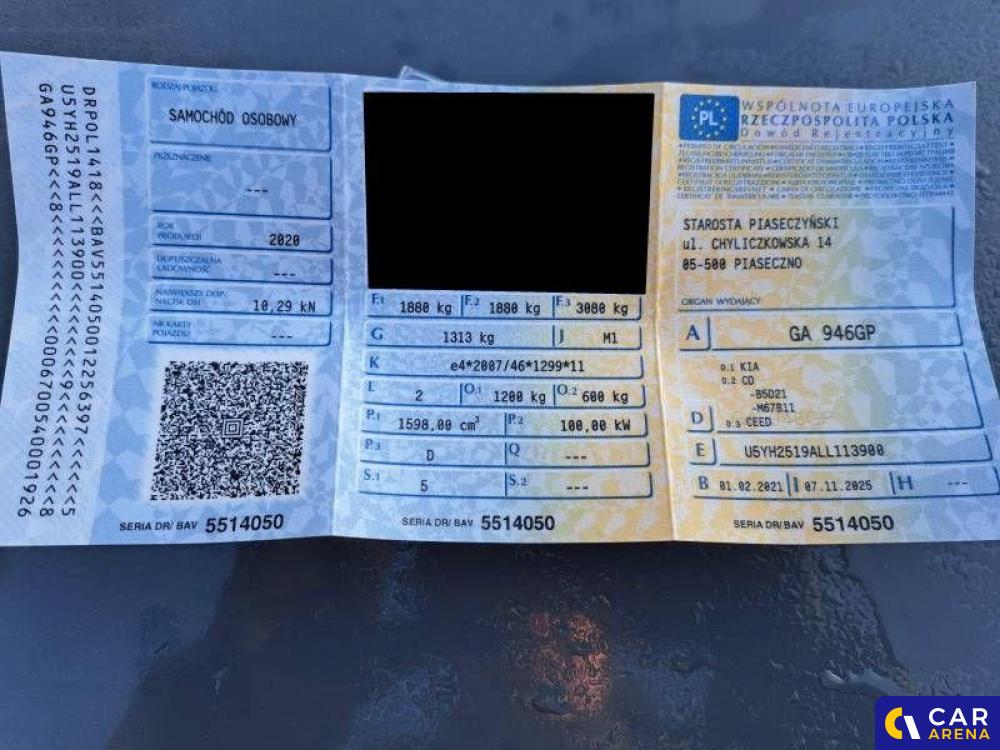 DRPOL1418<<<BAV55140500122563 97<<<<<<5
U5YH2519ALL113900<<<<<<<<9<<<<<<<<<<8
GA946GP<<<8<<<<<<<<<<<<<0006700540001926
RODZAJ POJAZDU
SAMOCHÓD OSOBOWY
PRZEZNACZENIE
---
ROK PRODUKCJI
2020
DOPUSZCZALNA ŁADOWNOŚĆ
---
NAJWIĘKSZY DOP. NACISK OSI
10,29 kN
NR KARTY POJAZDU
---
SERIA DR/ BAV 5514050
F.1 1880 kg F.2 1880 kg F.3 3080 kg
G 1313 kg J M1
K e4*2007/46*1299*11
L 2 O.1 1200 kg O.2 600 kg
P.1 1598,00 cm³ P.2 100,00 kW
P.3 D Q ---
S.1 5 S.2 ---
SERIA DR/ BAV 5514050
PL
WSPÓLNOTA EUROPEJSKA
RZECZPOSPOLITA POLSKA
Dowód Rejestracyjny
STAROSTA PIASECZYŃSKI
ul. CHYLICZKOWSKA 14
05-500 PIASECZNO
ORGAN WYDAJĄCY
A GA 946GP
D
D.1 KIA
D.2 CD
-B5D21
-M67B11
D.3 CEED
E U5YH2519ALL113900
B 01.02.2021 I 07.11.2025 H ---
SERIA DR/ BAV 5514050
CAR
ARENA